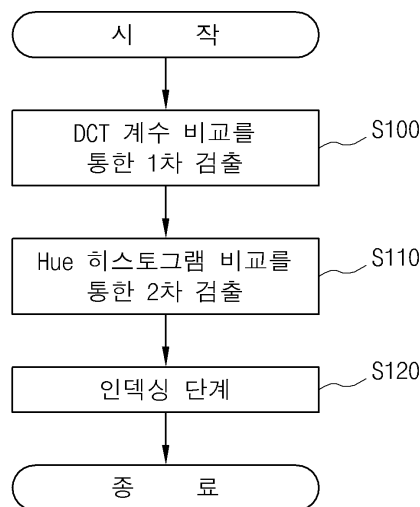 시 작
DCT 계수 비교를
통한 1차 검출
S100
Hue 히스토그램 비교를
통한 2차 검출
S110
인덱싱 단계
S120
종 료